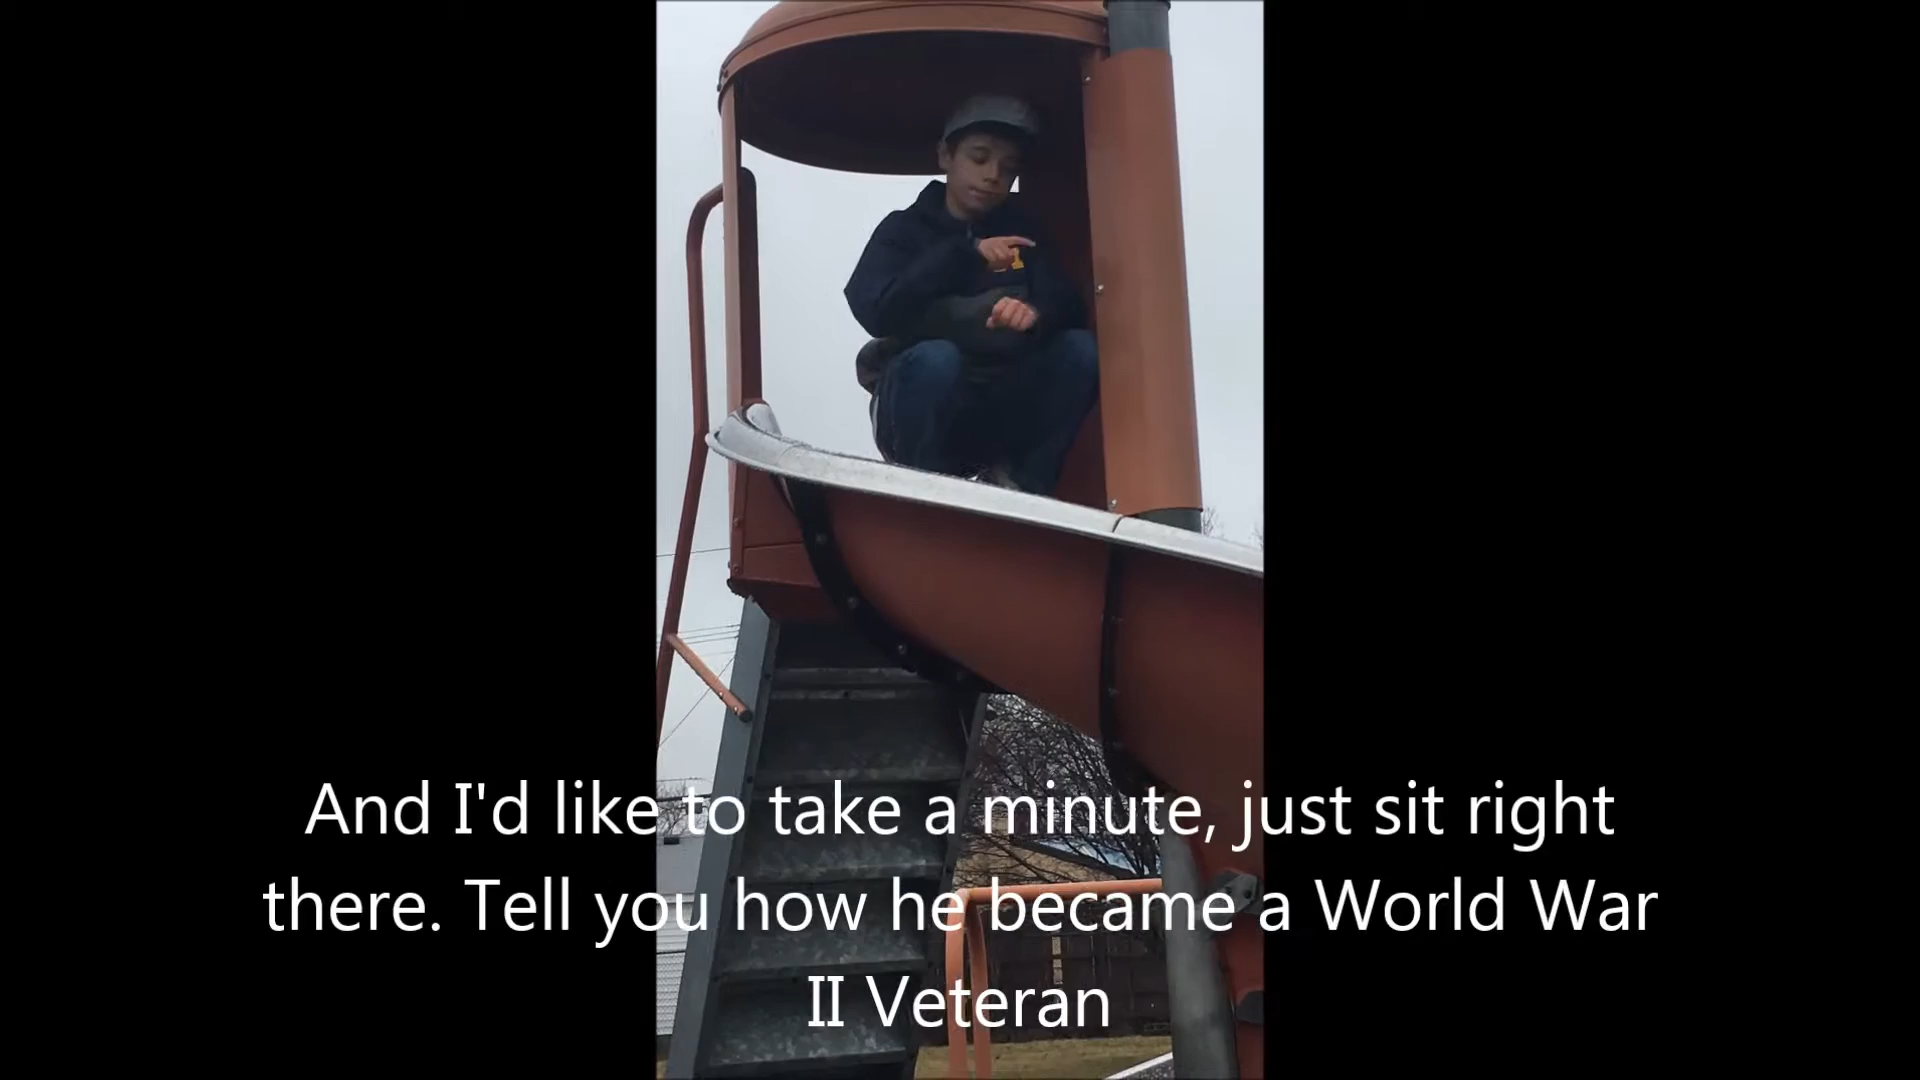 And I'd like to take a minute, just sit right
there. Tell you how he became a World War
II Veteran